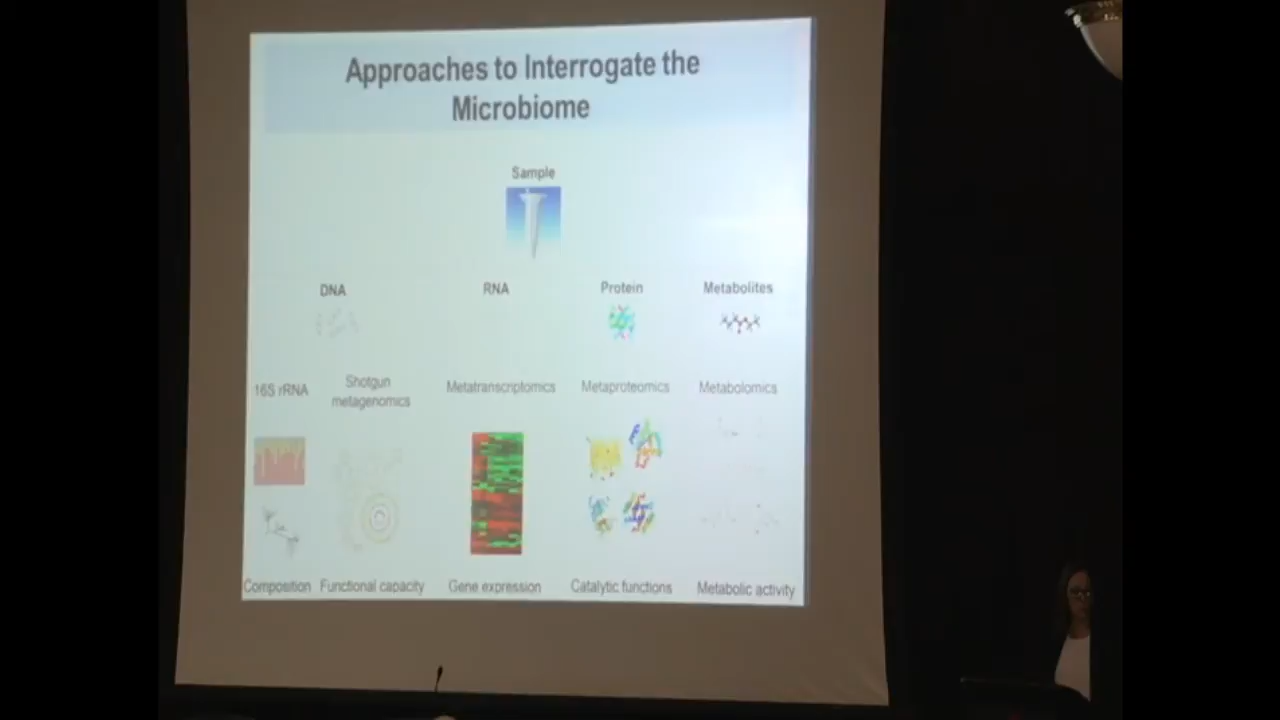 Approaches to Interrogate the
Microbiome
Sample
DNA
RNA
Protein
Metabolites
16S rRNA
Shotgun
metagenomics
Metatranscriptomics
Metaproteomics
Metabolomics
Composition
Functional capacity
Gene expression
Catalytic functions
Metabolic activity